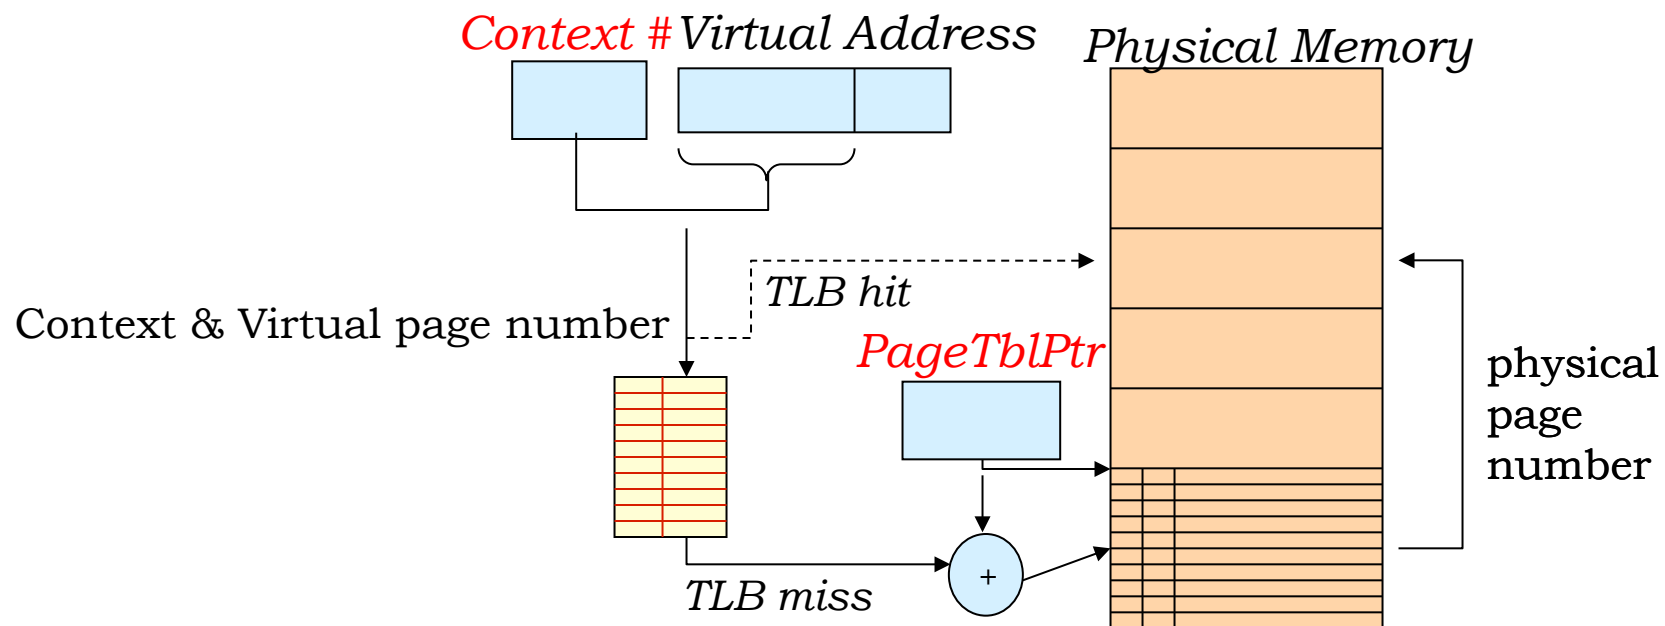 Context #
Virtual Address
Physical Memory
TLB hit
Context & Virtual page number
PageTblPtr
physical
page
number
+
TLB miss